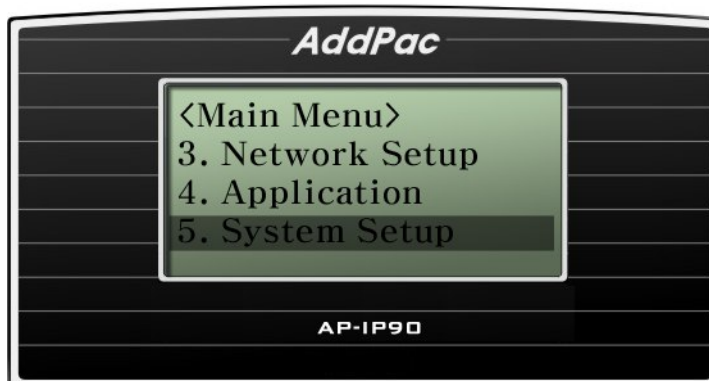 AddPac
<Main Menu>
3. Network Setup
4. Application
5. System Setup
AP-IP90